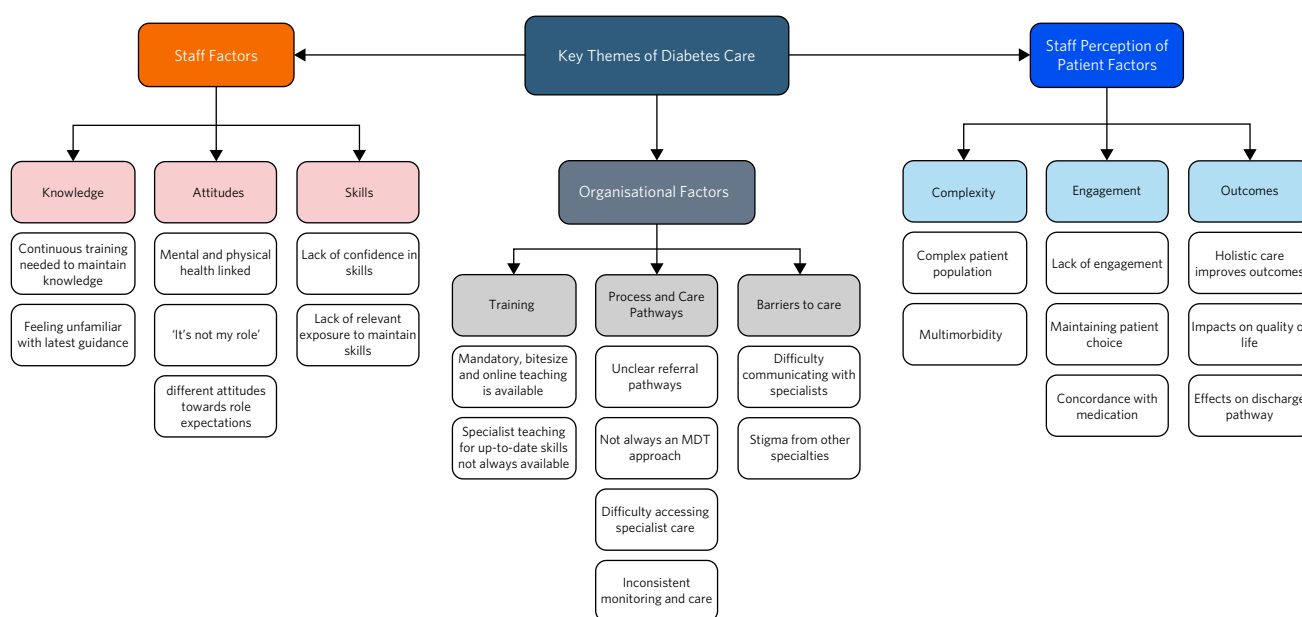 Key Themes of Diabetes Care
Staff Factors
Knowledge
Continuous training
needed to maintain
knowledge
Feeling unfamiliar
with latest guidance
Attitudes
Mental and physical
health linked
‘It’s not my role’
different attitudes
towards role
expectations
Skills
Lack of confidence in
skills
Lack of relevant
exposure to maintain
skills
Organisational Factors
Training
Mandatory, bitesize
and online teaching
is available
Specialist teaching
for up-to-date skills
not always available
Process and Care
Pathways
Unclear referral
pathways
Not always an MDT
approach
Difficulty accessing
specialist care
Inconsistent
monitoring and care
Barriers to care
Difficulty
communicating with
specialists
Stigma from other
specialties
Staff Perception of
Patient Factors
Complexity
Complex patient
population
Multimorbidity
Engagement
Lack of engagement
Maintaining patient
choice
Concordance with
medication
Outcomes
Holistic care
improves outcomes
Impacts on quality of
life
Effects on discharge
pathway